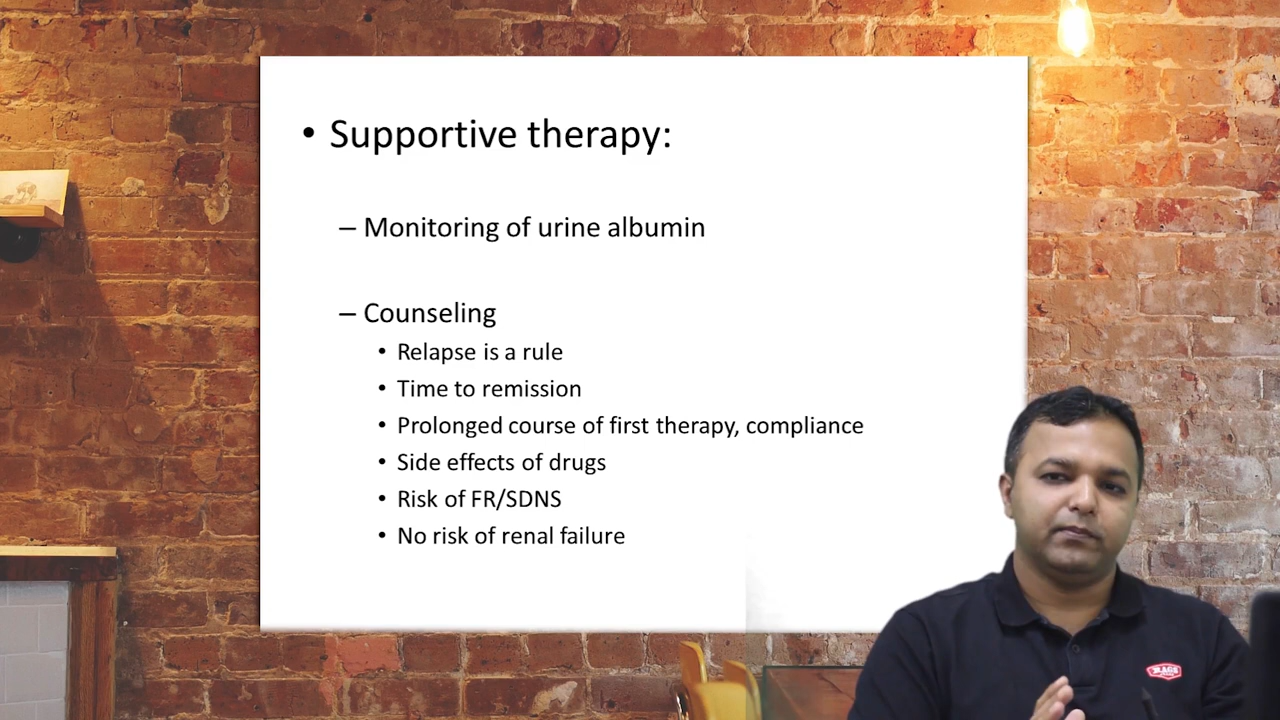 • Supportive therapy:
– Monitoring of urine albumin
– Counseling
• Relapse is a rule
• Time to remission
• Prolonged course of first therapy, compliance
• Side effects of drugs
• Risk of FR/SDNS
• No risk of renal failure